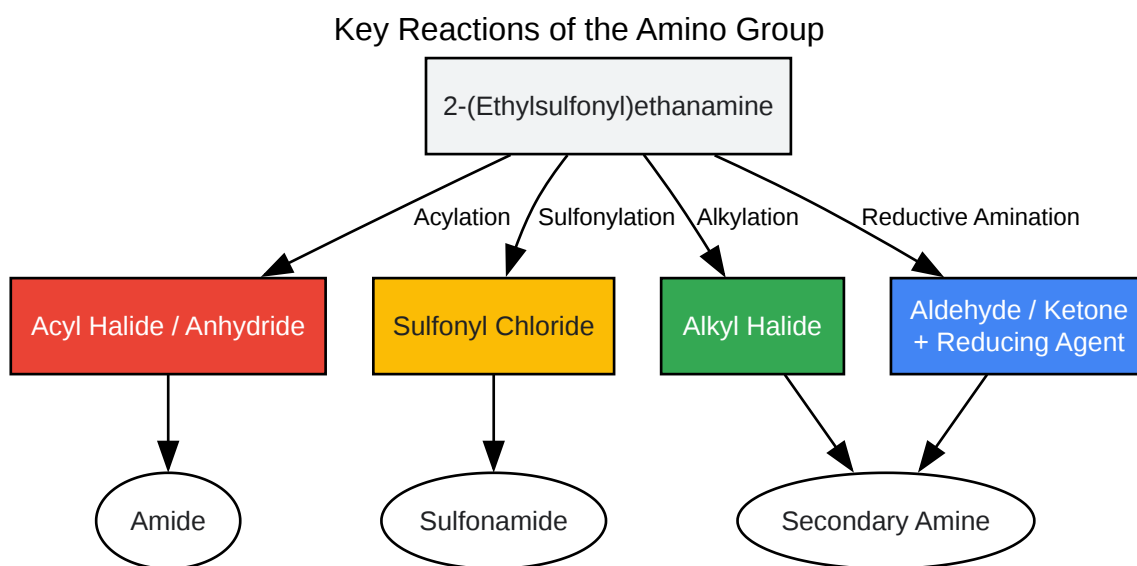 Key Reactions of the Amino Group
2-(Ethylsulfonyl)ethanamine
Acylation
Sulfonylation
Alkylation
Reductive Amination
Acyl Halide / Anhydride
Sulfonyl Chloride
Alkyl Halide
Aldehyde / Ketone
+ Reducing Agent
Amide
Sulfonamide
Secondary Amine